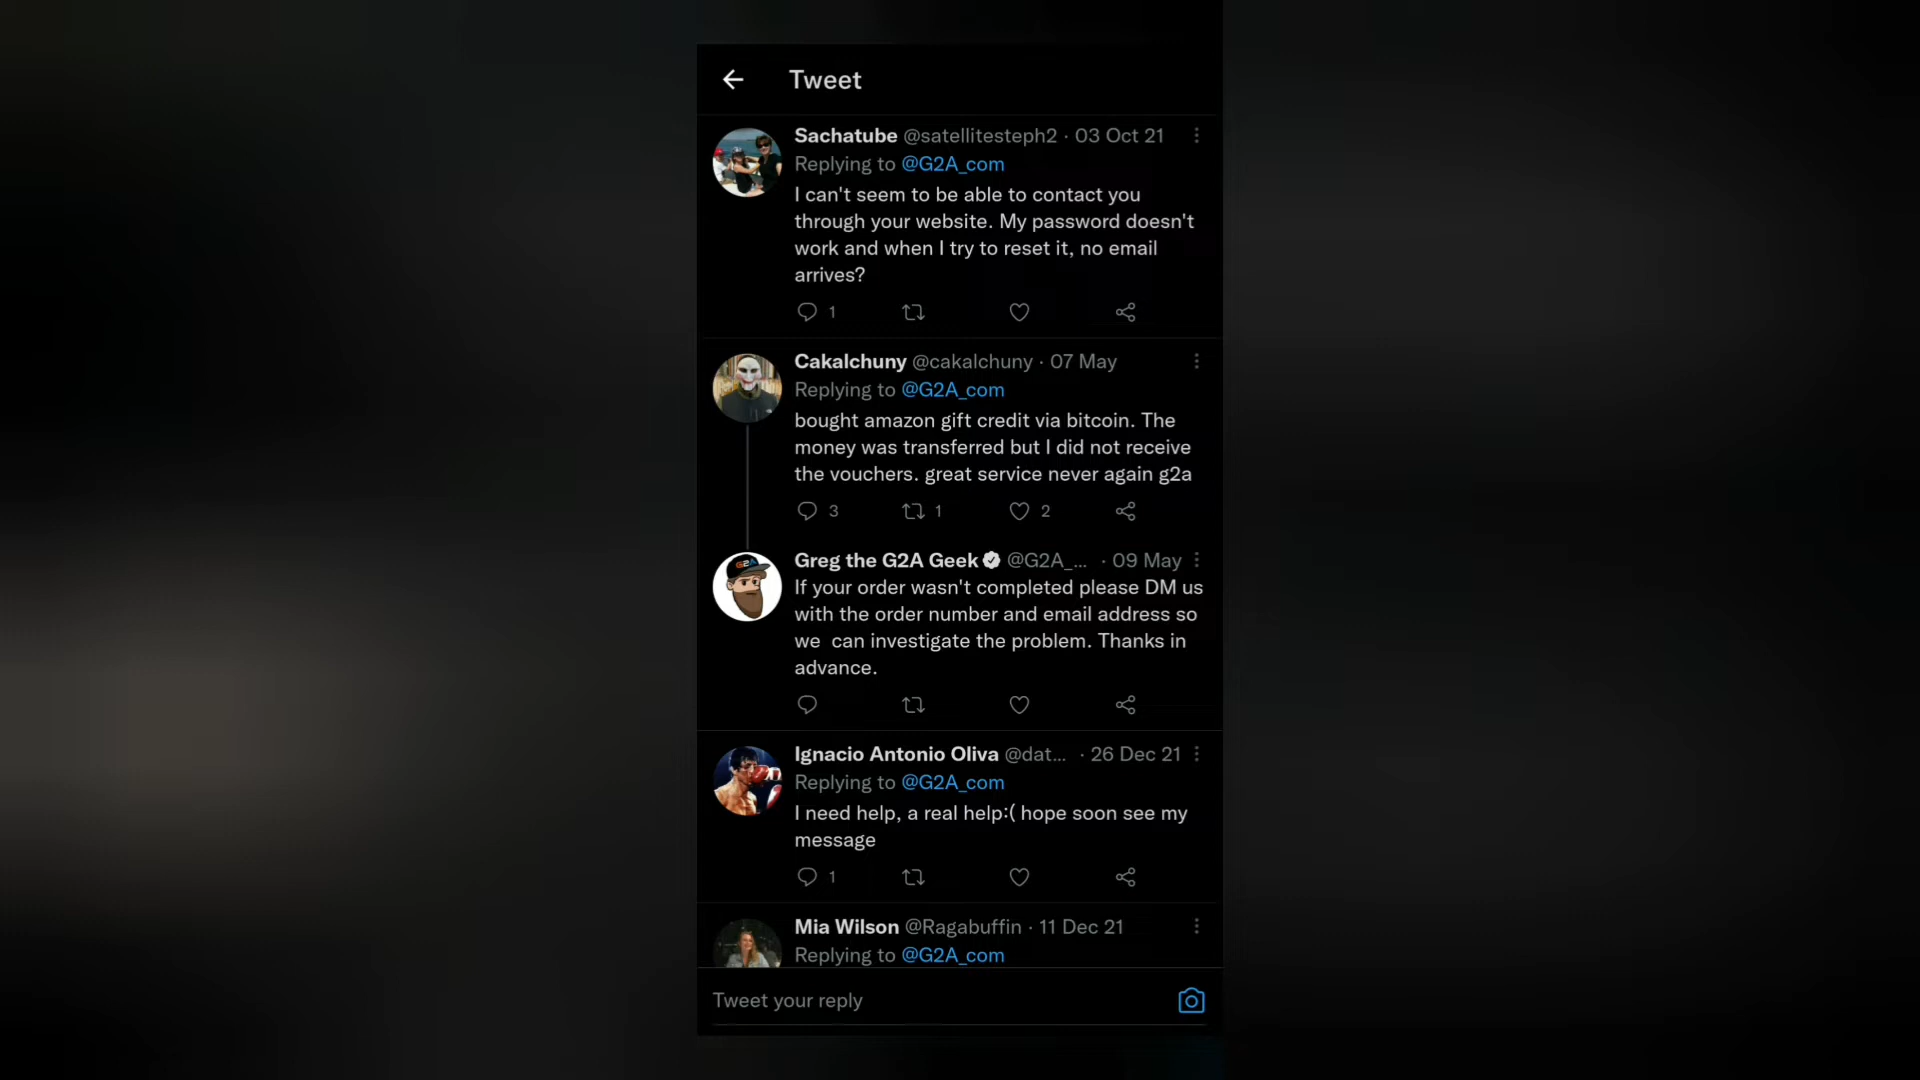 Tweet
Sachatube @satellitesteph2 · 03 Oct 21
Replying to @G2A_com
I can't seem to be able to contact you
through your website. My password doesn't
work and when I try to reset it, no email
arrives?
1
Cakalchuny @cakalchuny · 07 May
Replying to @G2A_com
bought amazon gift credit via bitcoin. The
money was transferred but I did not receive
the vouchers. great service never again g2a
3 1 2
Greg the G2A Geek @G2A_... · 09 May
If your order wasn't completed please DM us
with the order number and email address so
we  can investigate the problem. Thanks in
advance.
Ignacio Antonio Oliva @dat... · 26 Dec 21
Replying to @G2A_com
I need help, a real help:( hope soon see my
message
1
Mia Wilson @Ragabuffin · 11 Dec 21
Replying to @G2A_com
Tweet your reply